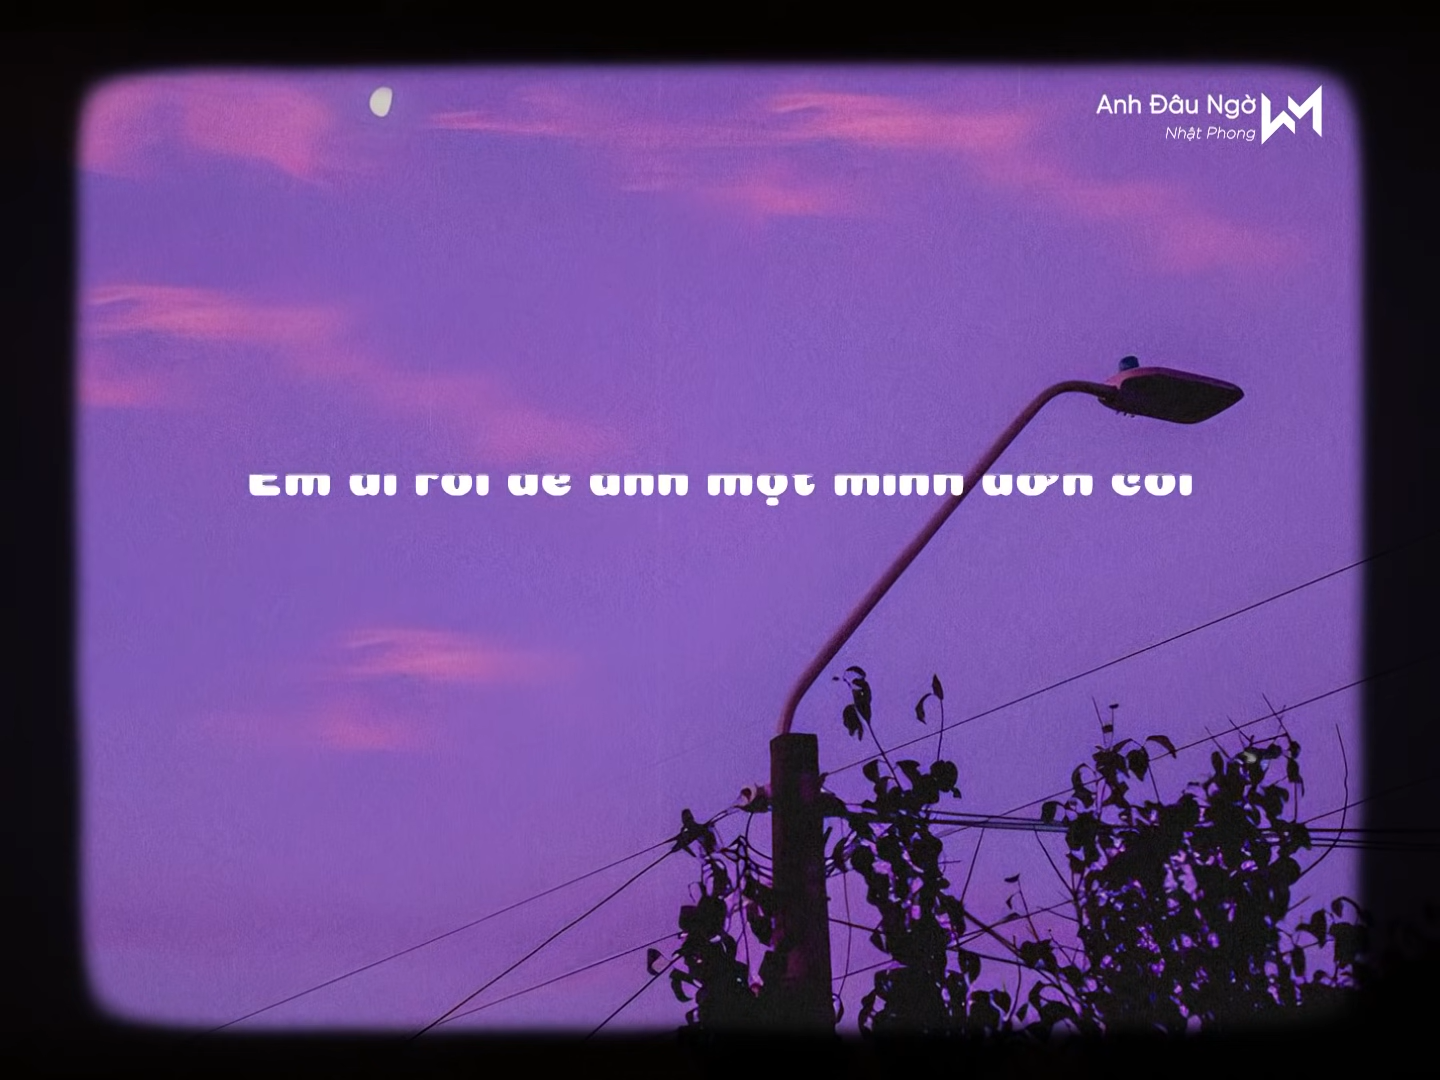 Anh Đâu Ngờ
Nhật Phong
Em đi rồi để anh một mình đơn côi